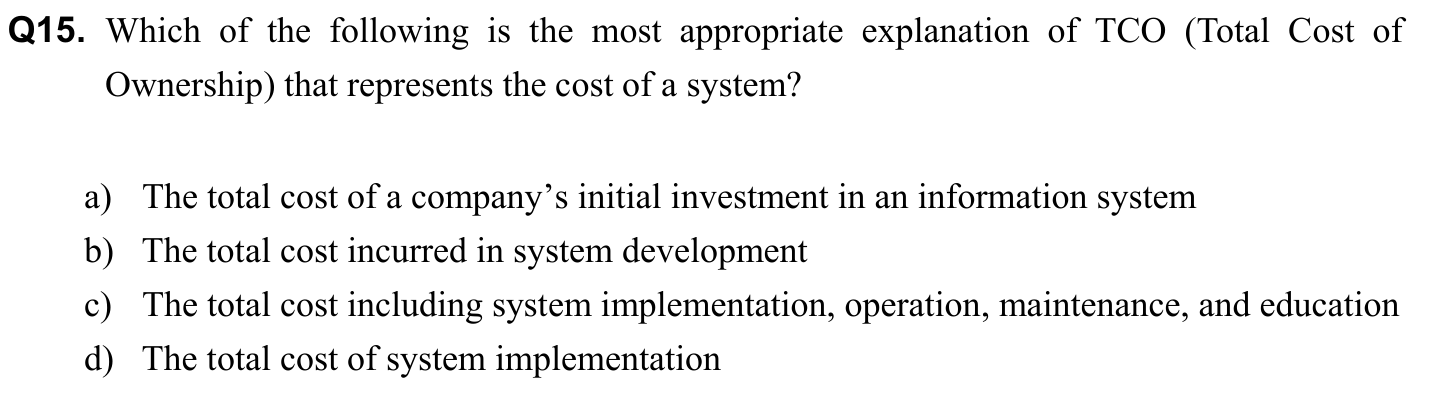 Q15. Which of the following is the most appropriate explanation of TCO (Total Cost of
Ownership) that represents the cost of a system?
a) The total cost of a company’s initial investment in an information system
b) The total cost incurred in system development
c) The total cost including system implementation, operation, maintenance, and education
d) The total cost of system implementation